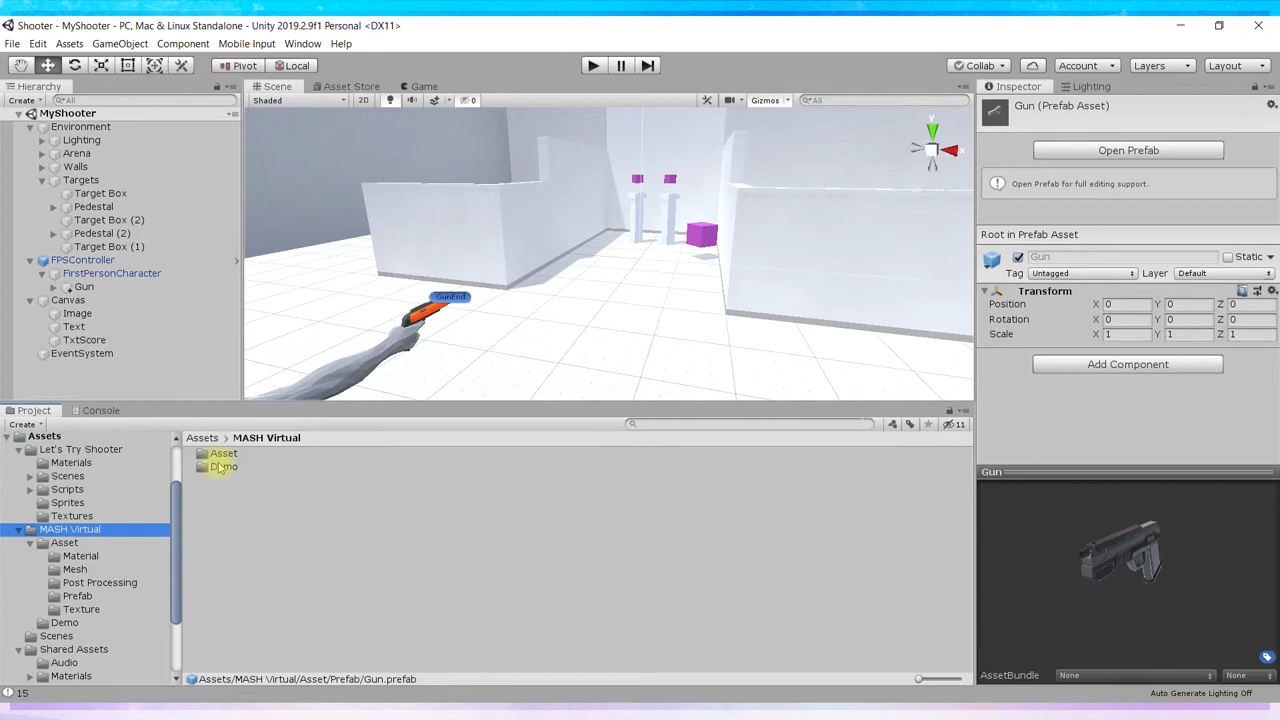 Shooter - MyShooter - PC, Mac & Linux Standalone - Unity 2019.2.9f1 Personal <DX11>
File Edit Assets GameObject Component Mobile Input Window Help
Pivot Local Collab Account Layers Layout
Hierarchy
Create All
MyShooter
Environment
Lighting
Arena
Walls
Targets
Target Box
Pedestal
Target Box (2)
Pedestal (2)
Target Box (1)
FPSController
FirstPersonCharacter
Gun
Canvas
Image
Text
TxtScore
EventSystem
Scene Asset Store Game
Shaded 2D 0 Gizmos All
y
GunEnd
Inspector Lighting
Gun (Prefab Asset)
Open Prefab
Open Prefab for full editing support.
Root in Prefab Asset
Gun Static
Tag Untagged Layer Default
Transform
Position X 0 Y 0 Z 0
Rotation X 0 Y 0 Z 0
Scale X 1 Y 1 Z 1
Add Component
Project Console
Create 11
Assets
Let's Try Shooter
Materials
Scenes
Scripts
Sprites
Textures
MASH Virtual
Asset
Material
Mesh
Post Processing
Prefab
Texture
Demo
Scenes
Shared Assets
Audio
Materials
Assets > MASH Virtual
Asset
Demo
Assets/MASH Virtual/Asset/Prefab/Gun.prefab
Gun
AssetBundle None None
15
Auto Generate Lighting Off